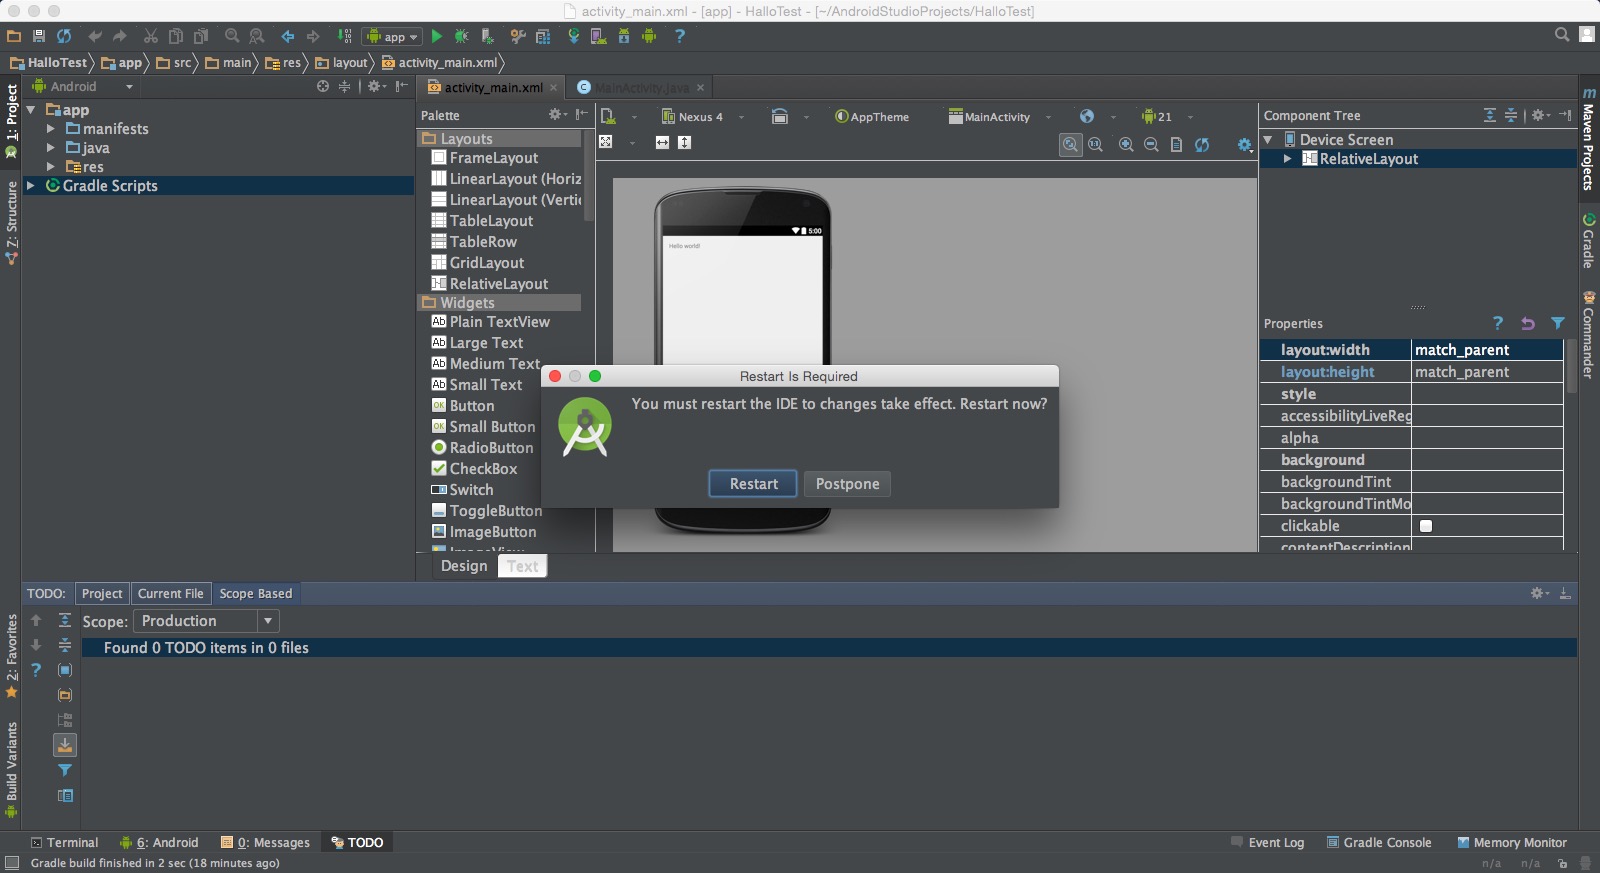 activity_main.xml - [app] - HalloTest - [~/AndroidStudioProjects/HalloTest]
app
HalloTest app src main res layout activity_main.xml
1: Project
Z: Structure
2: Favorites
Build Variants
Android
app
manifests
java
res
Gradle Scripts
activity_main.xml
MainActivity.java
Palette
Layouts
FrameLayout
LinearLayout (Horiz
LinearLayout (Vertic
TableLayout
TableRow
GridLayout
RelativeLayout
Widgets
Plain TextView
Large Text
Medium Text
Small Text
Button
Small Button
RadioButton
CheckBox
Switch
ToggleButton
ImageButton
ImageView
Design
Text
Nexus 4
AppTheme
MainActivity
21
5:00
Hello world!
Restart Is Required
You must restart the IDE to changes take effect. Restart now?
Restart
Postpone
Component Tree
Device Screen
RelativeLayout
Properties
layout:width match_parent
layout:height match_parent
style
accessibilityLiveReg
alpha
background
backgroundTint
backgroundTintMo
clickable
contentDescription
Maven Projects
Gradle
Commander
TODO: Project Current File Scope Based
Scope: Production
Found 0 TODO items in 0 files
Terminal 6: Android 0: Messages TODO
Event Log Gradle Console Memory Monitor
Gradle build finished in 2 sec (18 minutes ago)
n/a n/a